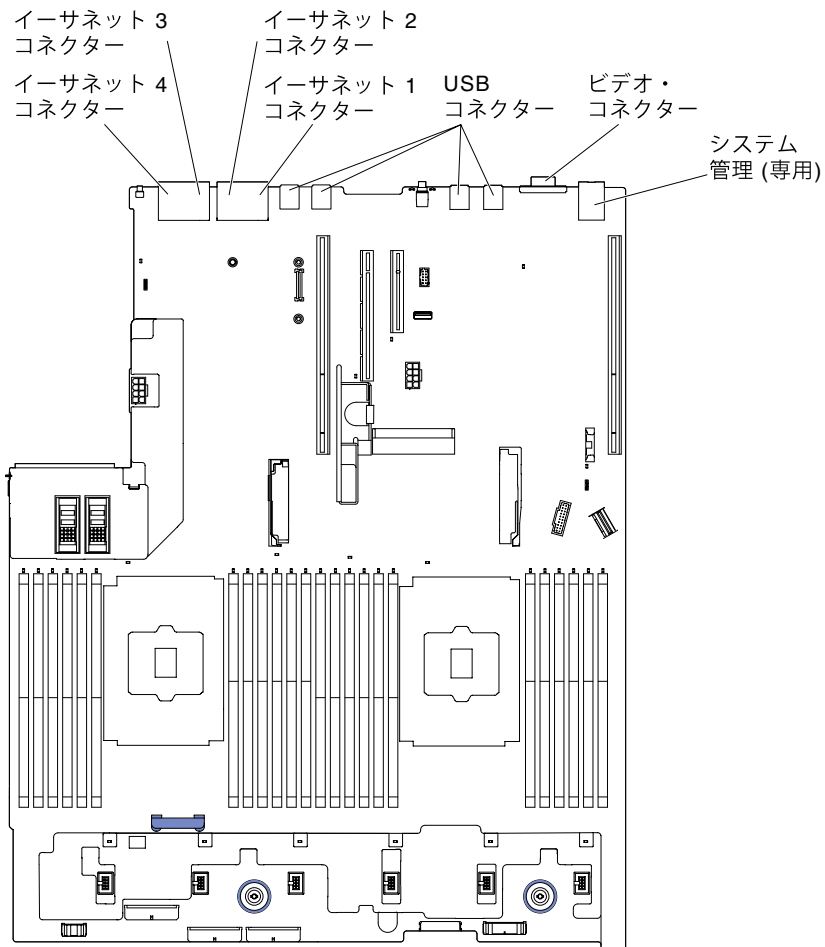 イーサネット 3
コネクター
イーサネット 2
コネクター
イーサネット 4
コネクター
イーサネット 1
コネクター
USB
コネクター
ビデオ・
コネクター
システム
管理 (専用)